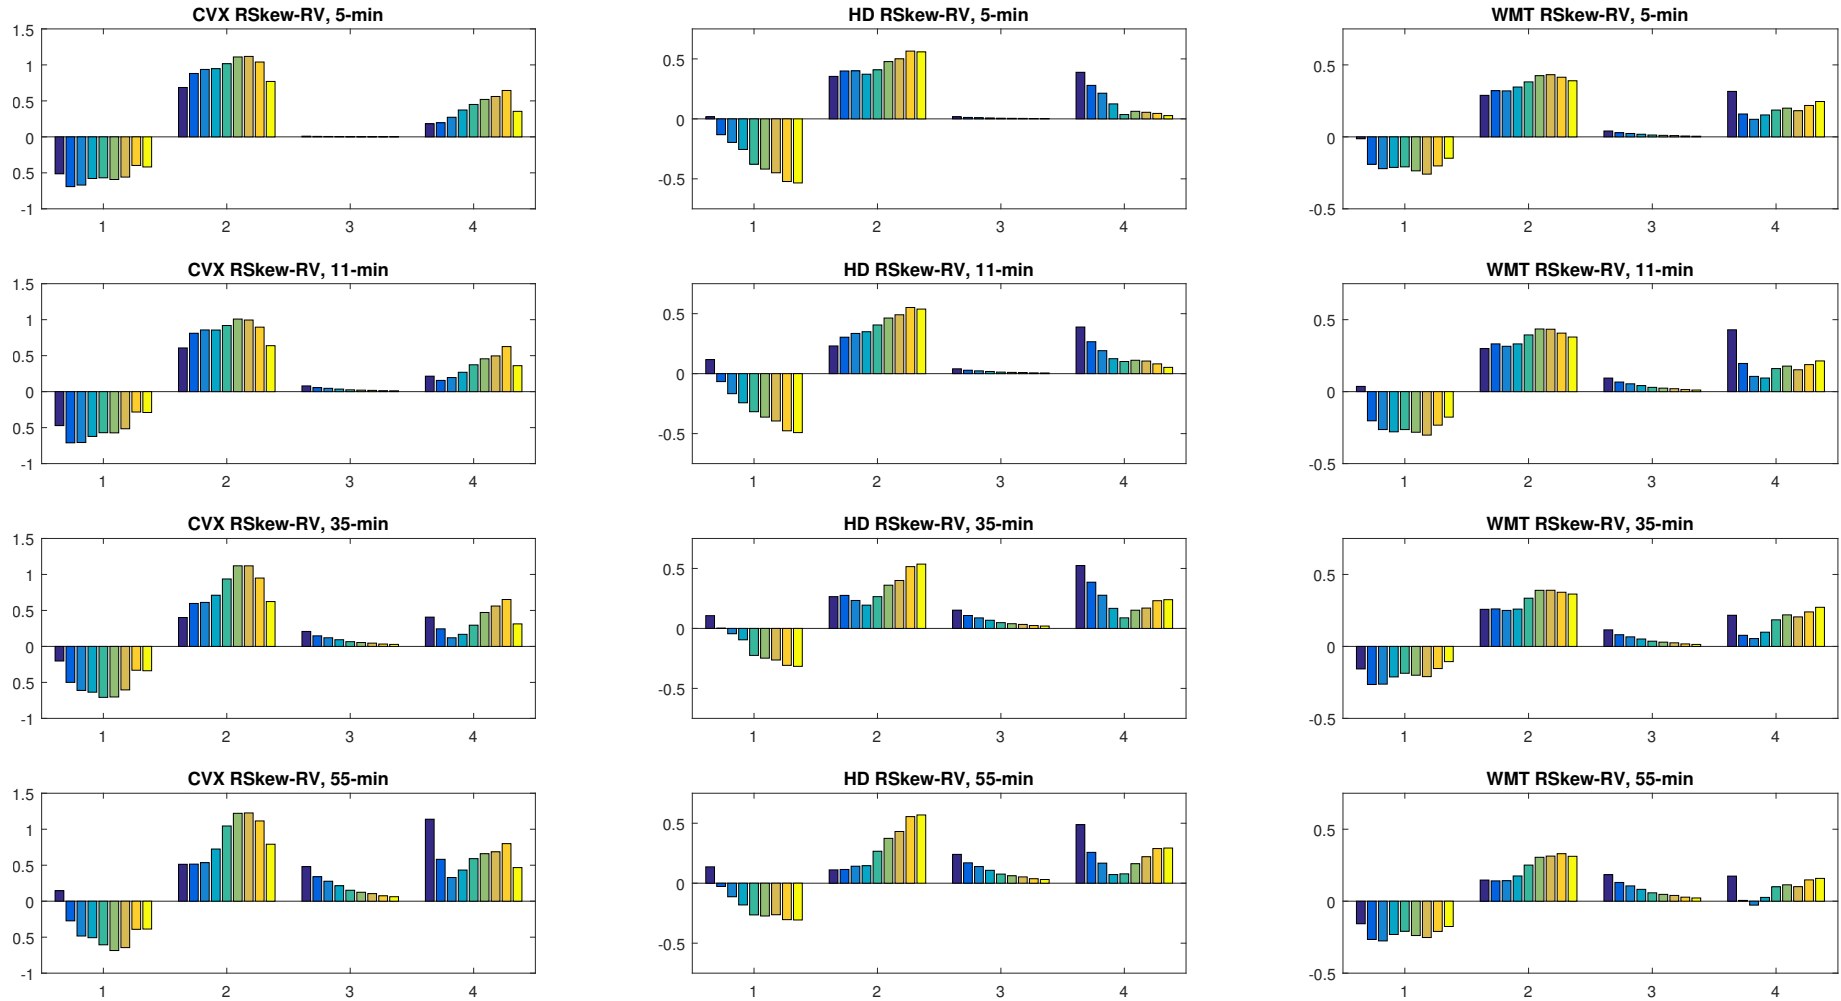 CVX RSkew-RV, 5-min
1.5
1
0.5
0
0.5
-1
1 2 3 4
HD RSkew-RV, 5-min
0.5
0
-0.5
1 2 3 4
WMT RSkew-RV, 5-min
0.5
0
-0.5
1 2 3 4
CVX RSkew-RV, 11-min
1.5
1
0.5
0
0.5
-1
1 2 3 4
HD RSkew-RV, 11-min
0.5
0
-0.5
1 2 3 4
WMT RSkew-RV, 11-min
0.5
0
-0.5
1 2 3 4
CVX RSkew-RV, 35-min
1.5
1
0.5
0
0.5
-1
1 2 3 4
HD RSkew-RV, 35-min
0.5
0
-0.5
1 2 3 4
WMT RSkew-RV, 35-min
0.5
0
-0.5
1 2 3 4
CVX RSkew-RV, 55-min
1.5
1
0.5
0
0.5
-1
1 2 3 4
HD RSkew-RV, 55-min
0.5
0
-0.5
1 2 3 4
WMT RSkew-RV, 55-min
0.5
0
-0.5
1 2 3 4